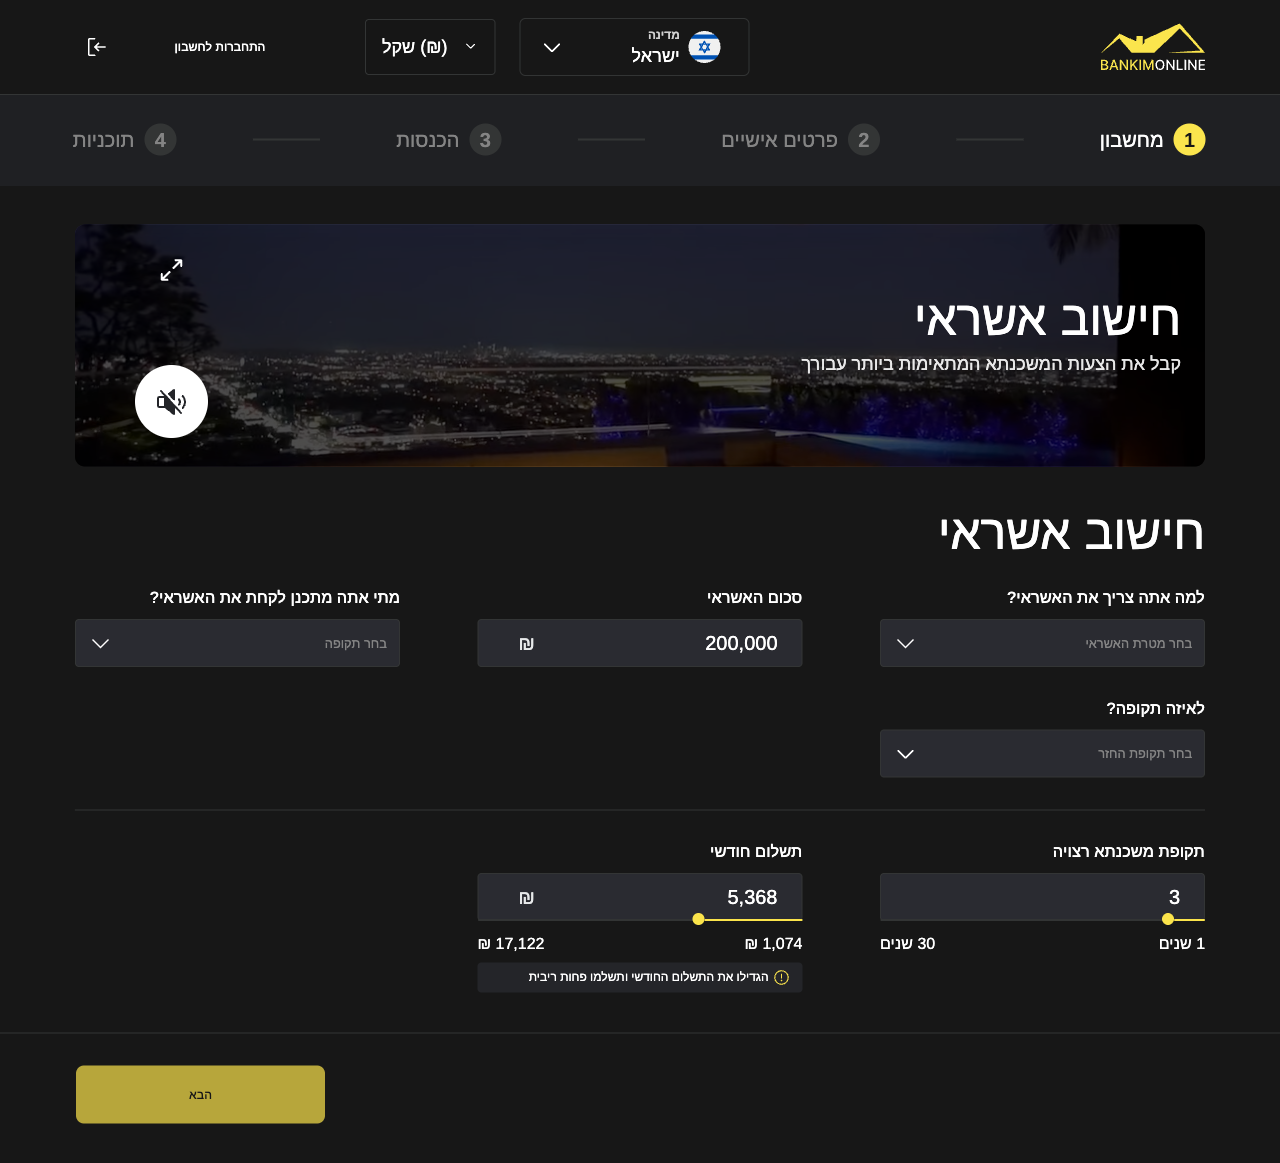 BANKIMONLINE
מדינה
ישראל
(₪) שקל
התחברות לחשבון
1 מחשבון
2 פרטים אישיים
3 הכנסות
4 תוכניות
חישוב אשראי
קבל את הצעות המשכנתא המתאימות ביותר עבורך
חישוב אשראי
למה אתה צריך את האשראי?
בחר מטרת האשראי
סכום האשראי
200,000 ₪
מתי אתה מתכנן לקחת את האשראי?
בחר תקופה
לאיזה תקופה?
בחר תקופת החזר
תקופת משכנתא רצויה
3
1 שנים
30 שנים
תשלום חודשי
5,368 ₪
1,074 ₪
17,122 ₪
הגדילו את התשלום החודשי ותשלמו פחות ריבית
הבא